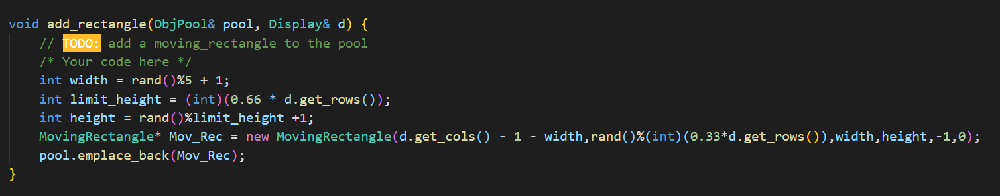 void add_rectangle(ObjPool& pool, Display& d) {
    // TODO: add a moving_rectangle to the pool
    /* Your code here */
    int width = rand()%5 + 1;
    int limit_height = (int)(0.66 * d.get_rows());
    int height = rand()%limit_height +1;
    MovingRectangle* Mov_Rec = new MovingRectangle(d.get_cols() - 1 - width,rand()%(int)(0.33*d.get_rows()),width,height,-1,0);
    pool.emplace_back(Mov_Rec);
}